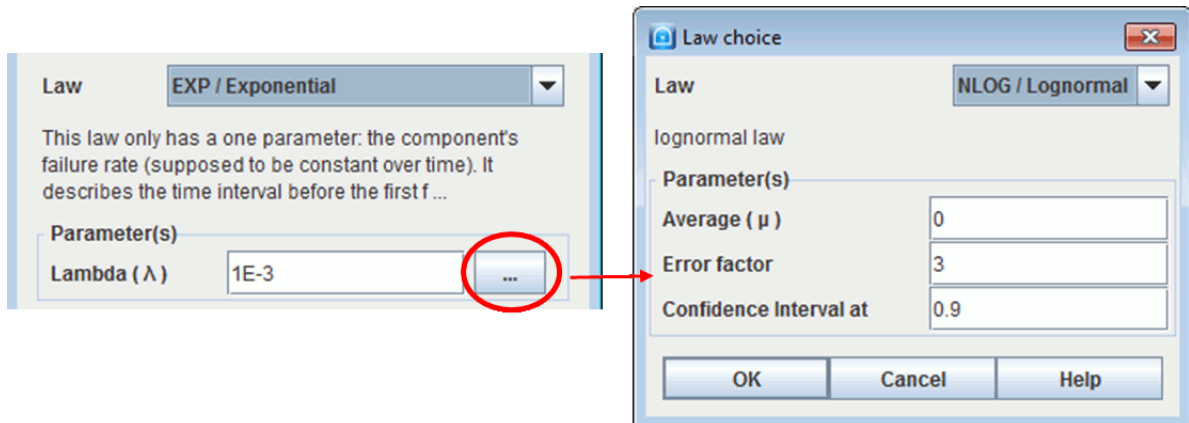 Law EXP / Exponential
This law only has a one parameter: the component's
failure rate (supposed to be constant over time). It
describes the time interval before the first f ...
Parameter(s)
Lambda ( λ ) 1E-3 ...
Law choice
Law NLOG / Lognormal
lognormal law
Parameter(s)
Average ( µ ) 0
Error factor 3
Confidence Interval at 0.9
OK Cancel Help